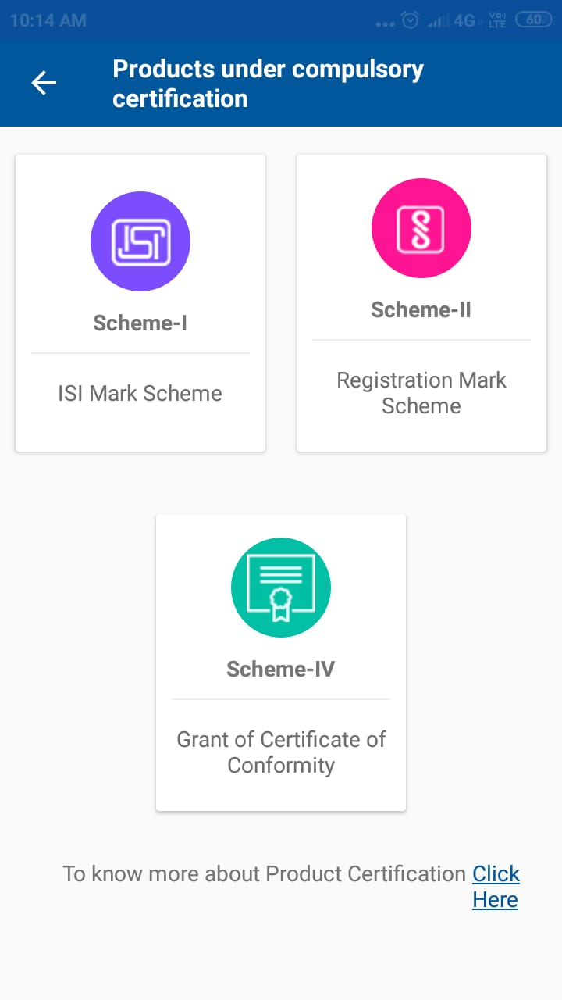 10:14 AM
4G
Vo)
LTE
60
Products under compulsory
certification
ISI
Scheme-I
ISI Mark Scheme
Scheme-II
Registration Mark
Scheme
Scheme-IV
Grant of Certificate of
Conformity
To know more about Product Certification Click
Here